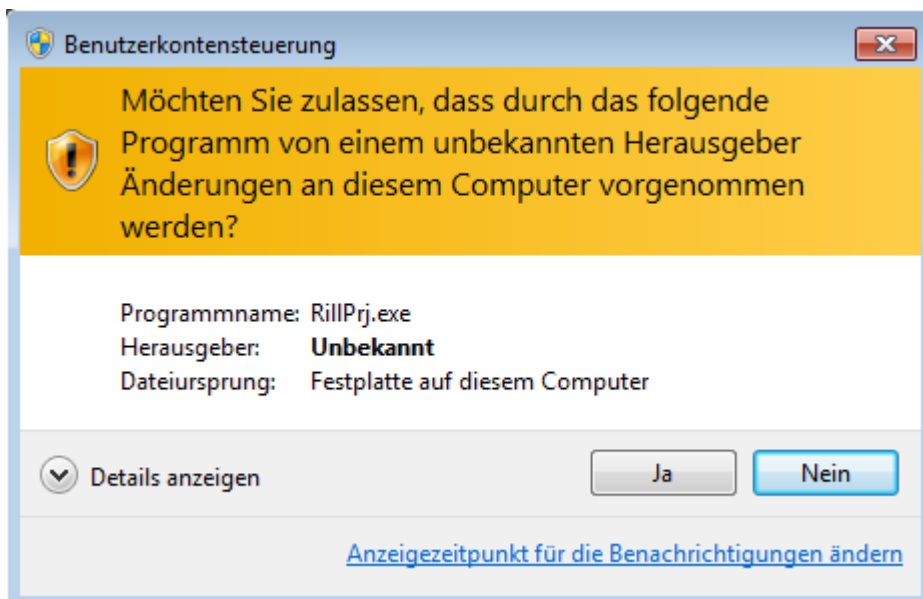 Benutzerkontensteuerung
Möchten Sie zulassen, dass durch das folgende
Programm von einem unbekannten Herausgeber
Änderungen an diesem Computer vorgenommen
werden?
Programmname: RillPrj.exe
Herausgeber: Unbekannt
Dateiursprung: Festplatte auf diesem Computer
Details anzeigen
Ja
Nein
Anzeigezeitpunkt für die Benachrichtigungen ändern